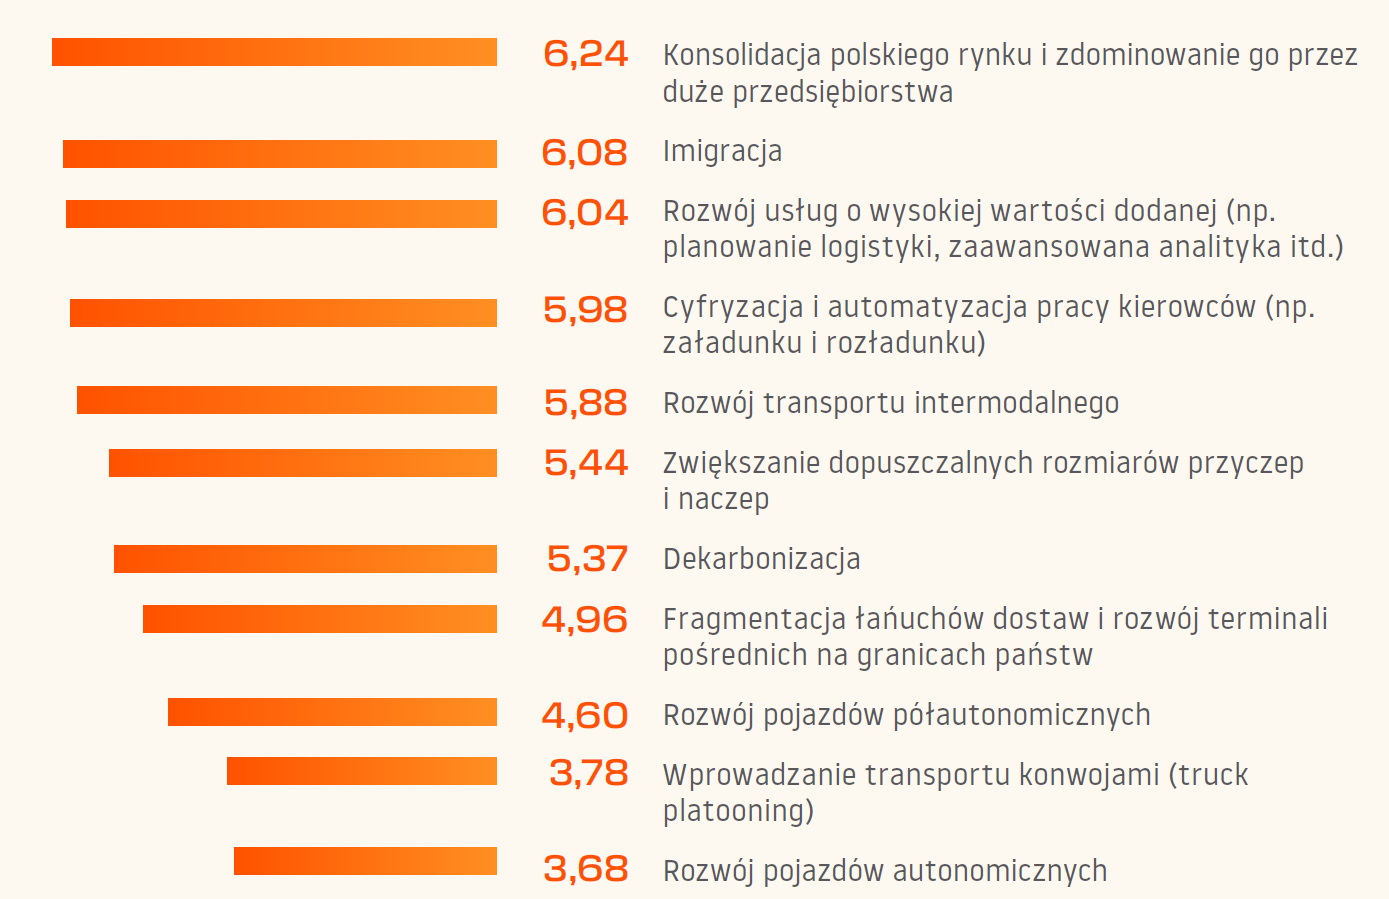 6,24 Konsolidacja polskiego rynku i zdominowanie go przez
duże przedsiębiorstwa
6,08 Imigracja
6,04 Rozwój usług o wysokiej wartości dodanej (np.
planowanie logistyki, zaawansowana analityka itd.)
5,98 Cyfryzacja i automatyzacja pracy kierowców (np.
załadunku i rozładunku)
5,88 Rozwój transportu intermodalnego
5,44 Zwiększanie dopuszczalnych rozmiarów przyczep
i naczep
5,37 Dekarbonizacja
4,96 Fragmentacja łańuchów dostaw i rozwój terminali
pośrednich na granicach państw
4,60 Rozwój pojazdów półautonomicznych
3,78 Wprowadzanie transportu konwojami (truck
platooning)
3,68 Rozwój pojazdów autonomicznych